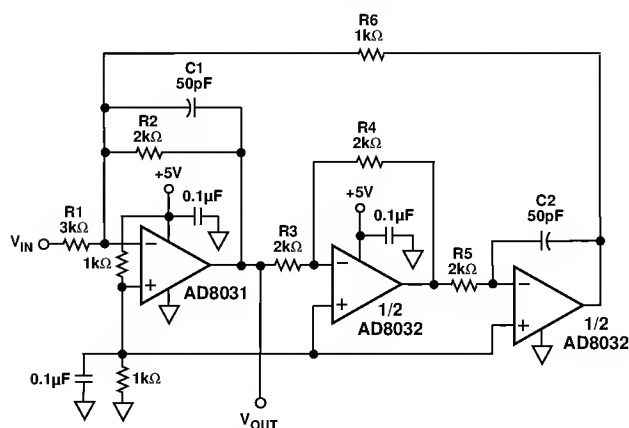 R6
1kΩ
C1
50pF
R2
2kΩ
R4
2kΩ
+5V
0.1µF
+5V
0.1µF
C2
50pF
R1
3kΩ
VIN
1kΩ
R3
2kΩ
R5
2kΩ
–
+
–
+
–
+
AD8031
1/2
AD8032
1/2
AD8032
0.1µF
1kΩ
VOUT